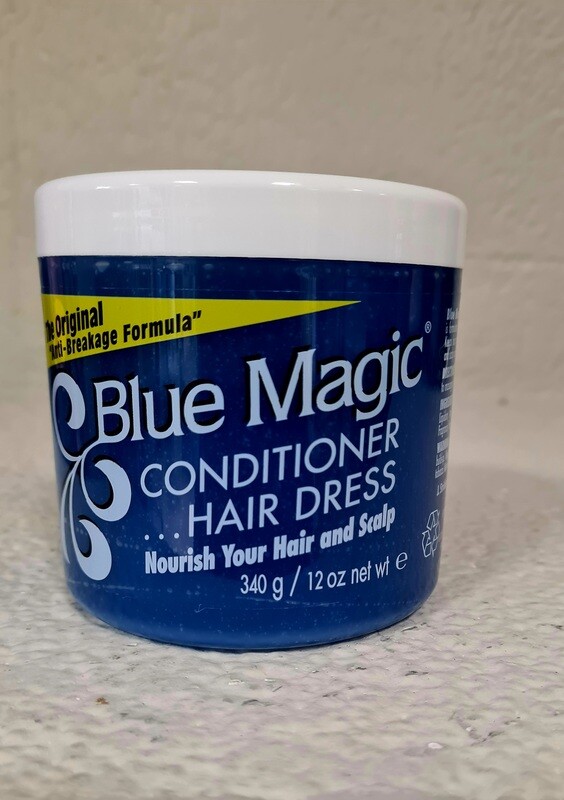 The Original
"Anti-Breakage Formula"
Blue Magic®
CONDITIONER
...HAIR DRESS
Nourish Your Hair and Scalp
340 g / 12 oz net wt ℮